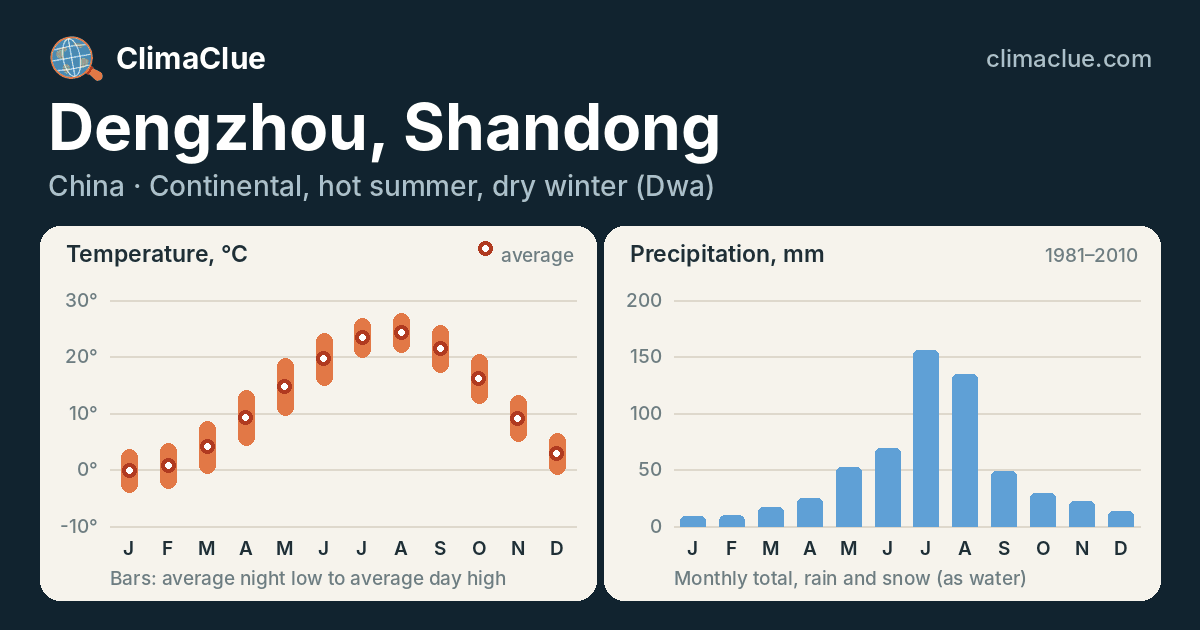 ClimaClue
climaclue.com
Dengzhou, Shandong
China · Continental, hot summer, dry winter (Dwa)
Temperature, °C
average
30°
20°
10°
0°
-10°
J F M A M J J A S O N D
Bars: average night low to average day high
Precipitation, mm
1981–2010
200
150
100
50
0
J F M A M J J A S O N D
Monthly total, rain and snow (as water)